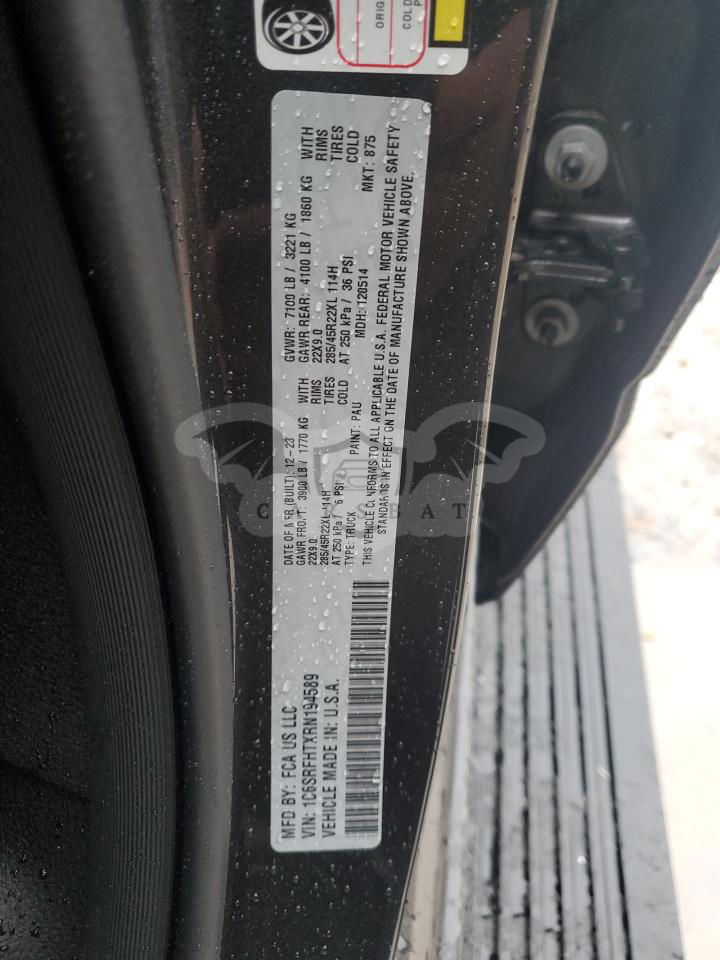 ORIG
COLD
MFD BY: FCA US LLC
VIN: 1C6SRFHTXRN194589
VEHICLE MADE IN: U.S.A.
DATE OF MFR (BUILT): 12-23 GVWR: 7100 LB / 3221 KG
GAWR FRONT: 3900 LB / 1770 KG WITH GAWR REAR: 4100 LB / 1860 KG WITH
22X9.0 RIMS 22X9.0 RIMS
285/45R22XL 114H TIRES 285/45R22XL 114H TIRES
AT 250 kPa / 36 PSI COLD AT 250 kPa / 36 PSI COLD
TYPE: TRUCK PAINT: PAU MDH: 120514 MKT: 875
THIS VEHICLE CONFORMS TO ALL APPLICABLE U.S.A. FEDERAL MOTOR VEHICLE SAFETY
STANDARDS IN EFFECT ON THE DATE OF MANUFACTURE SHOWN ABOVE.
CARSBAT